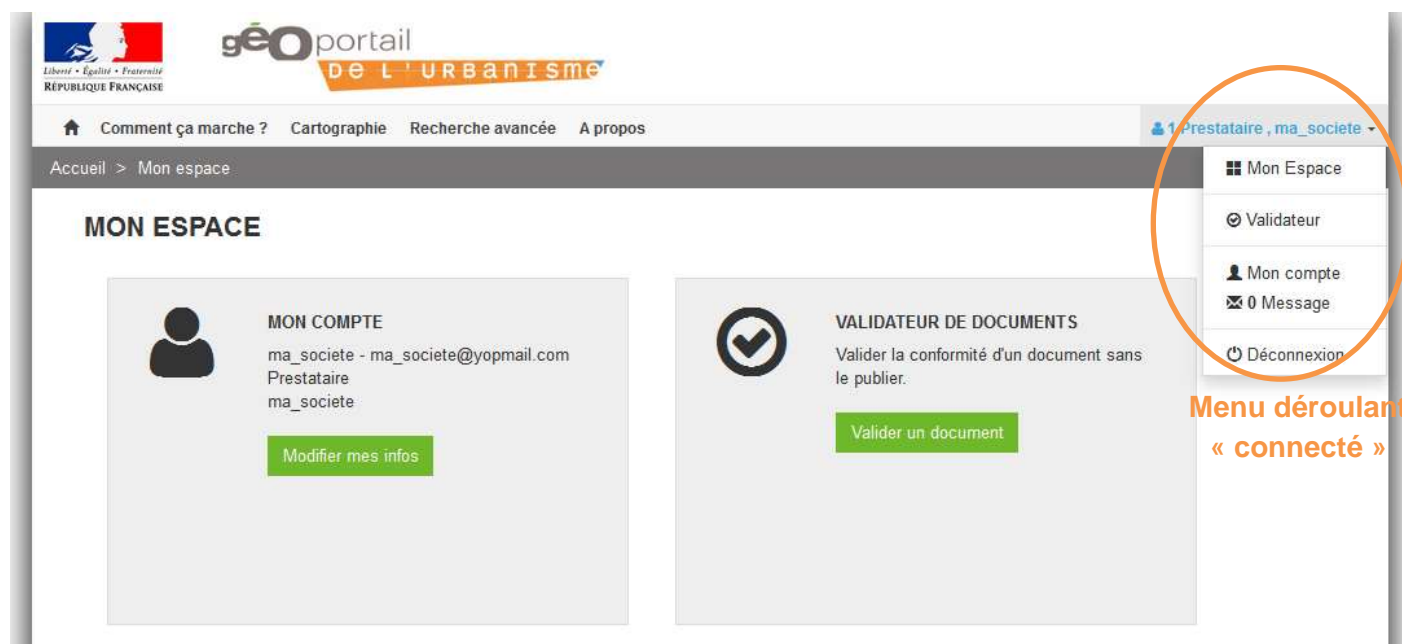 Liberté • Égalité • Fraternité
RÉPUBLIQUE FRANÇAISE
géoportail
DE L'URBANISME
Comment ça marche ? Cartographie Recherche avancée A propos
1 Prestataire , ma_societe
Accueil > Mon espace
Mon Espace
Validateur
Mon compte
0 Message
Déconnexion
Menu déroulant
« connecté »
MON ESPACE
MON COMPTE
ma_societe - ma_societe@yopmail.com
Prestataire
ma_societe
Modifier mes infos
VALIDATEUR DE DOCUMENTS
Valider la conformité d'un document sans
le publier.
Valider un document